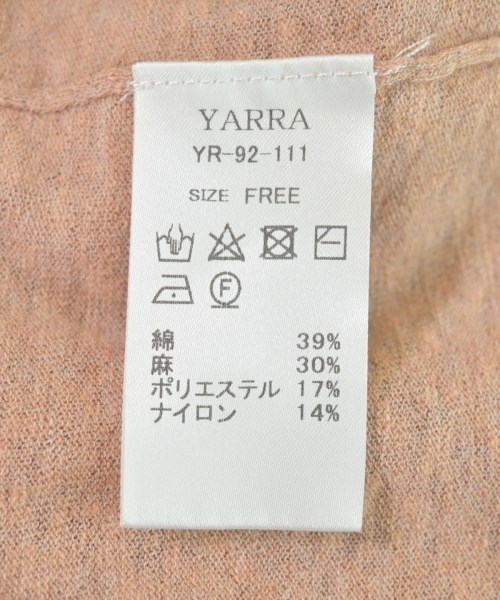 YARRA
YR-92-111
SIZE FREE
F
綿 39%
麻 30%
ポリエステル 17%
ナイロン 14%